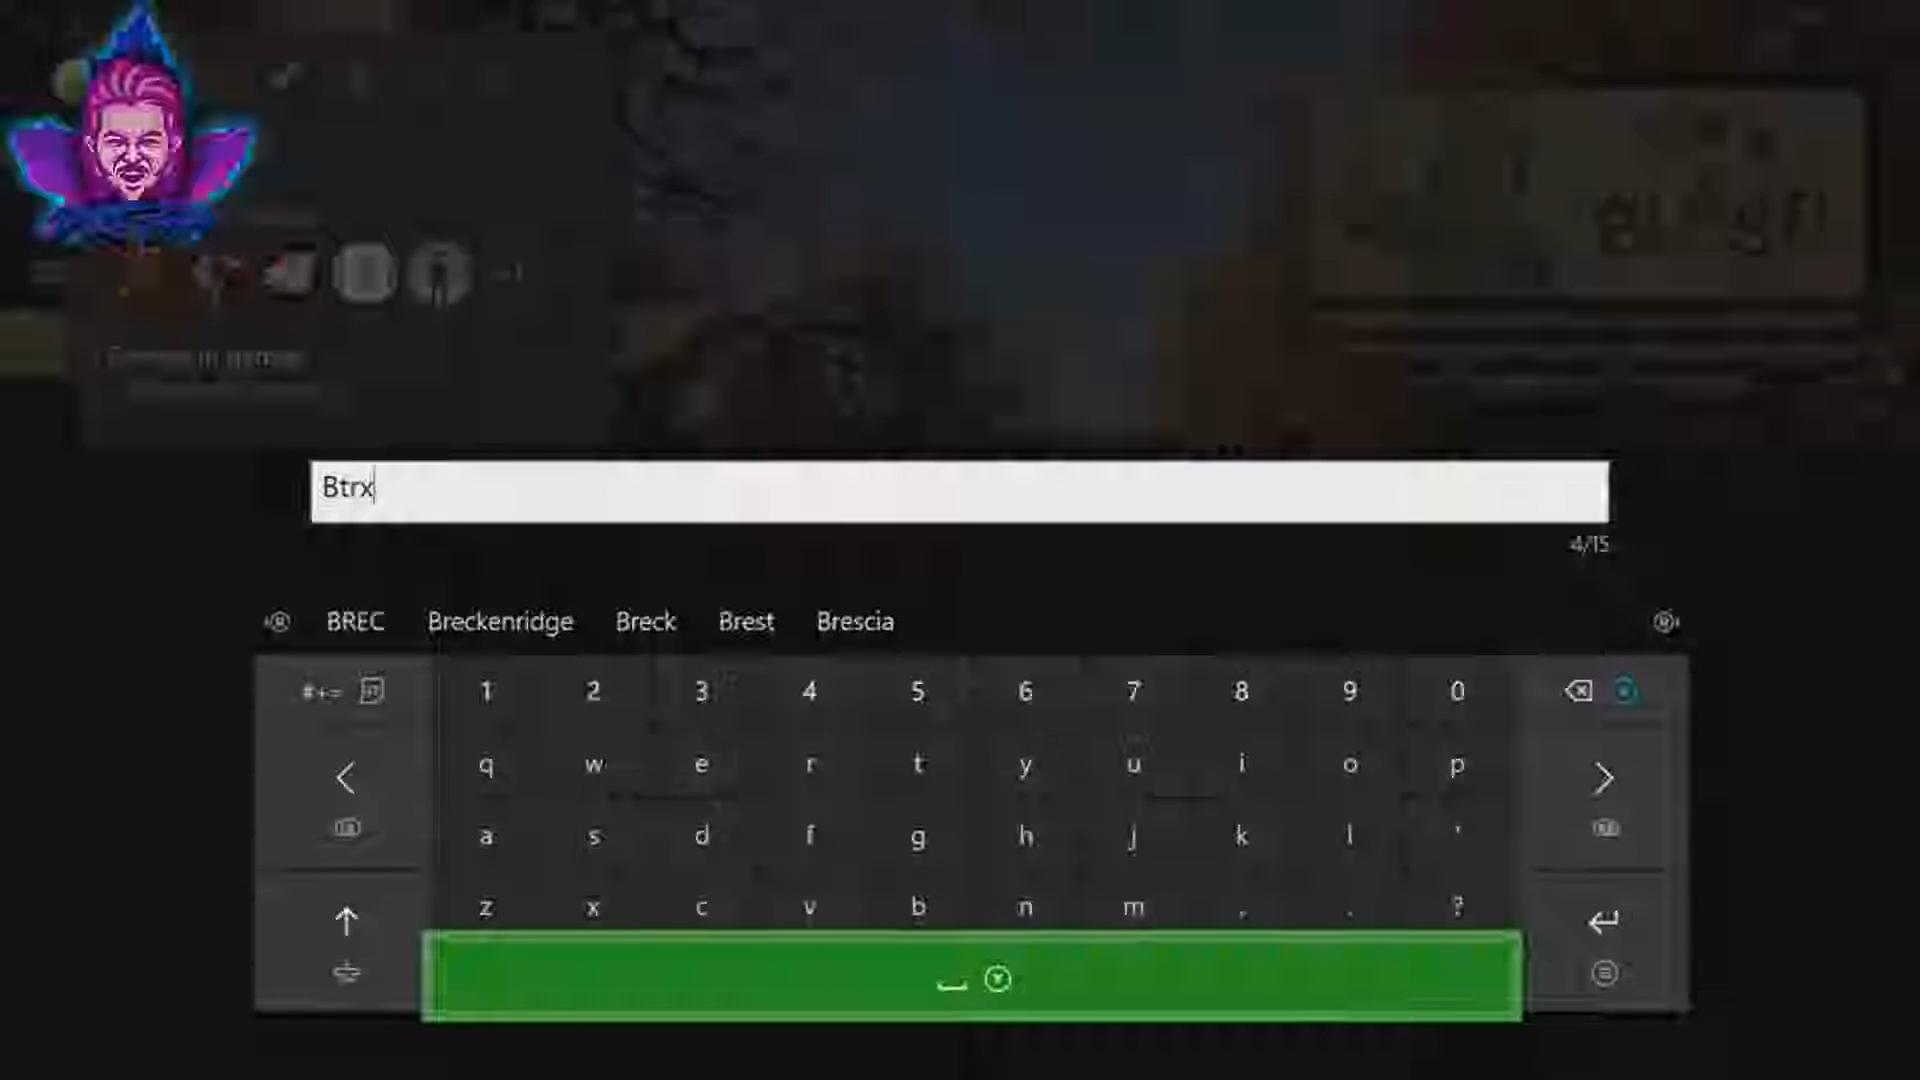 Btrx
4/15
BREC Breckenridge Breck Brest Brescia
#+= 1 2 3 4 5 6 7 8 9 0
q w e r t y u i o p
a s d f g h j k l '
z x c v b n m , . ?